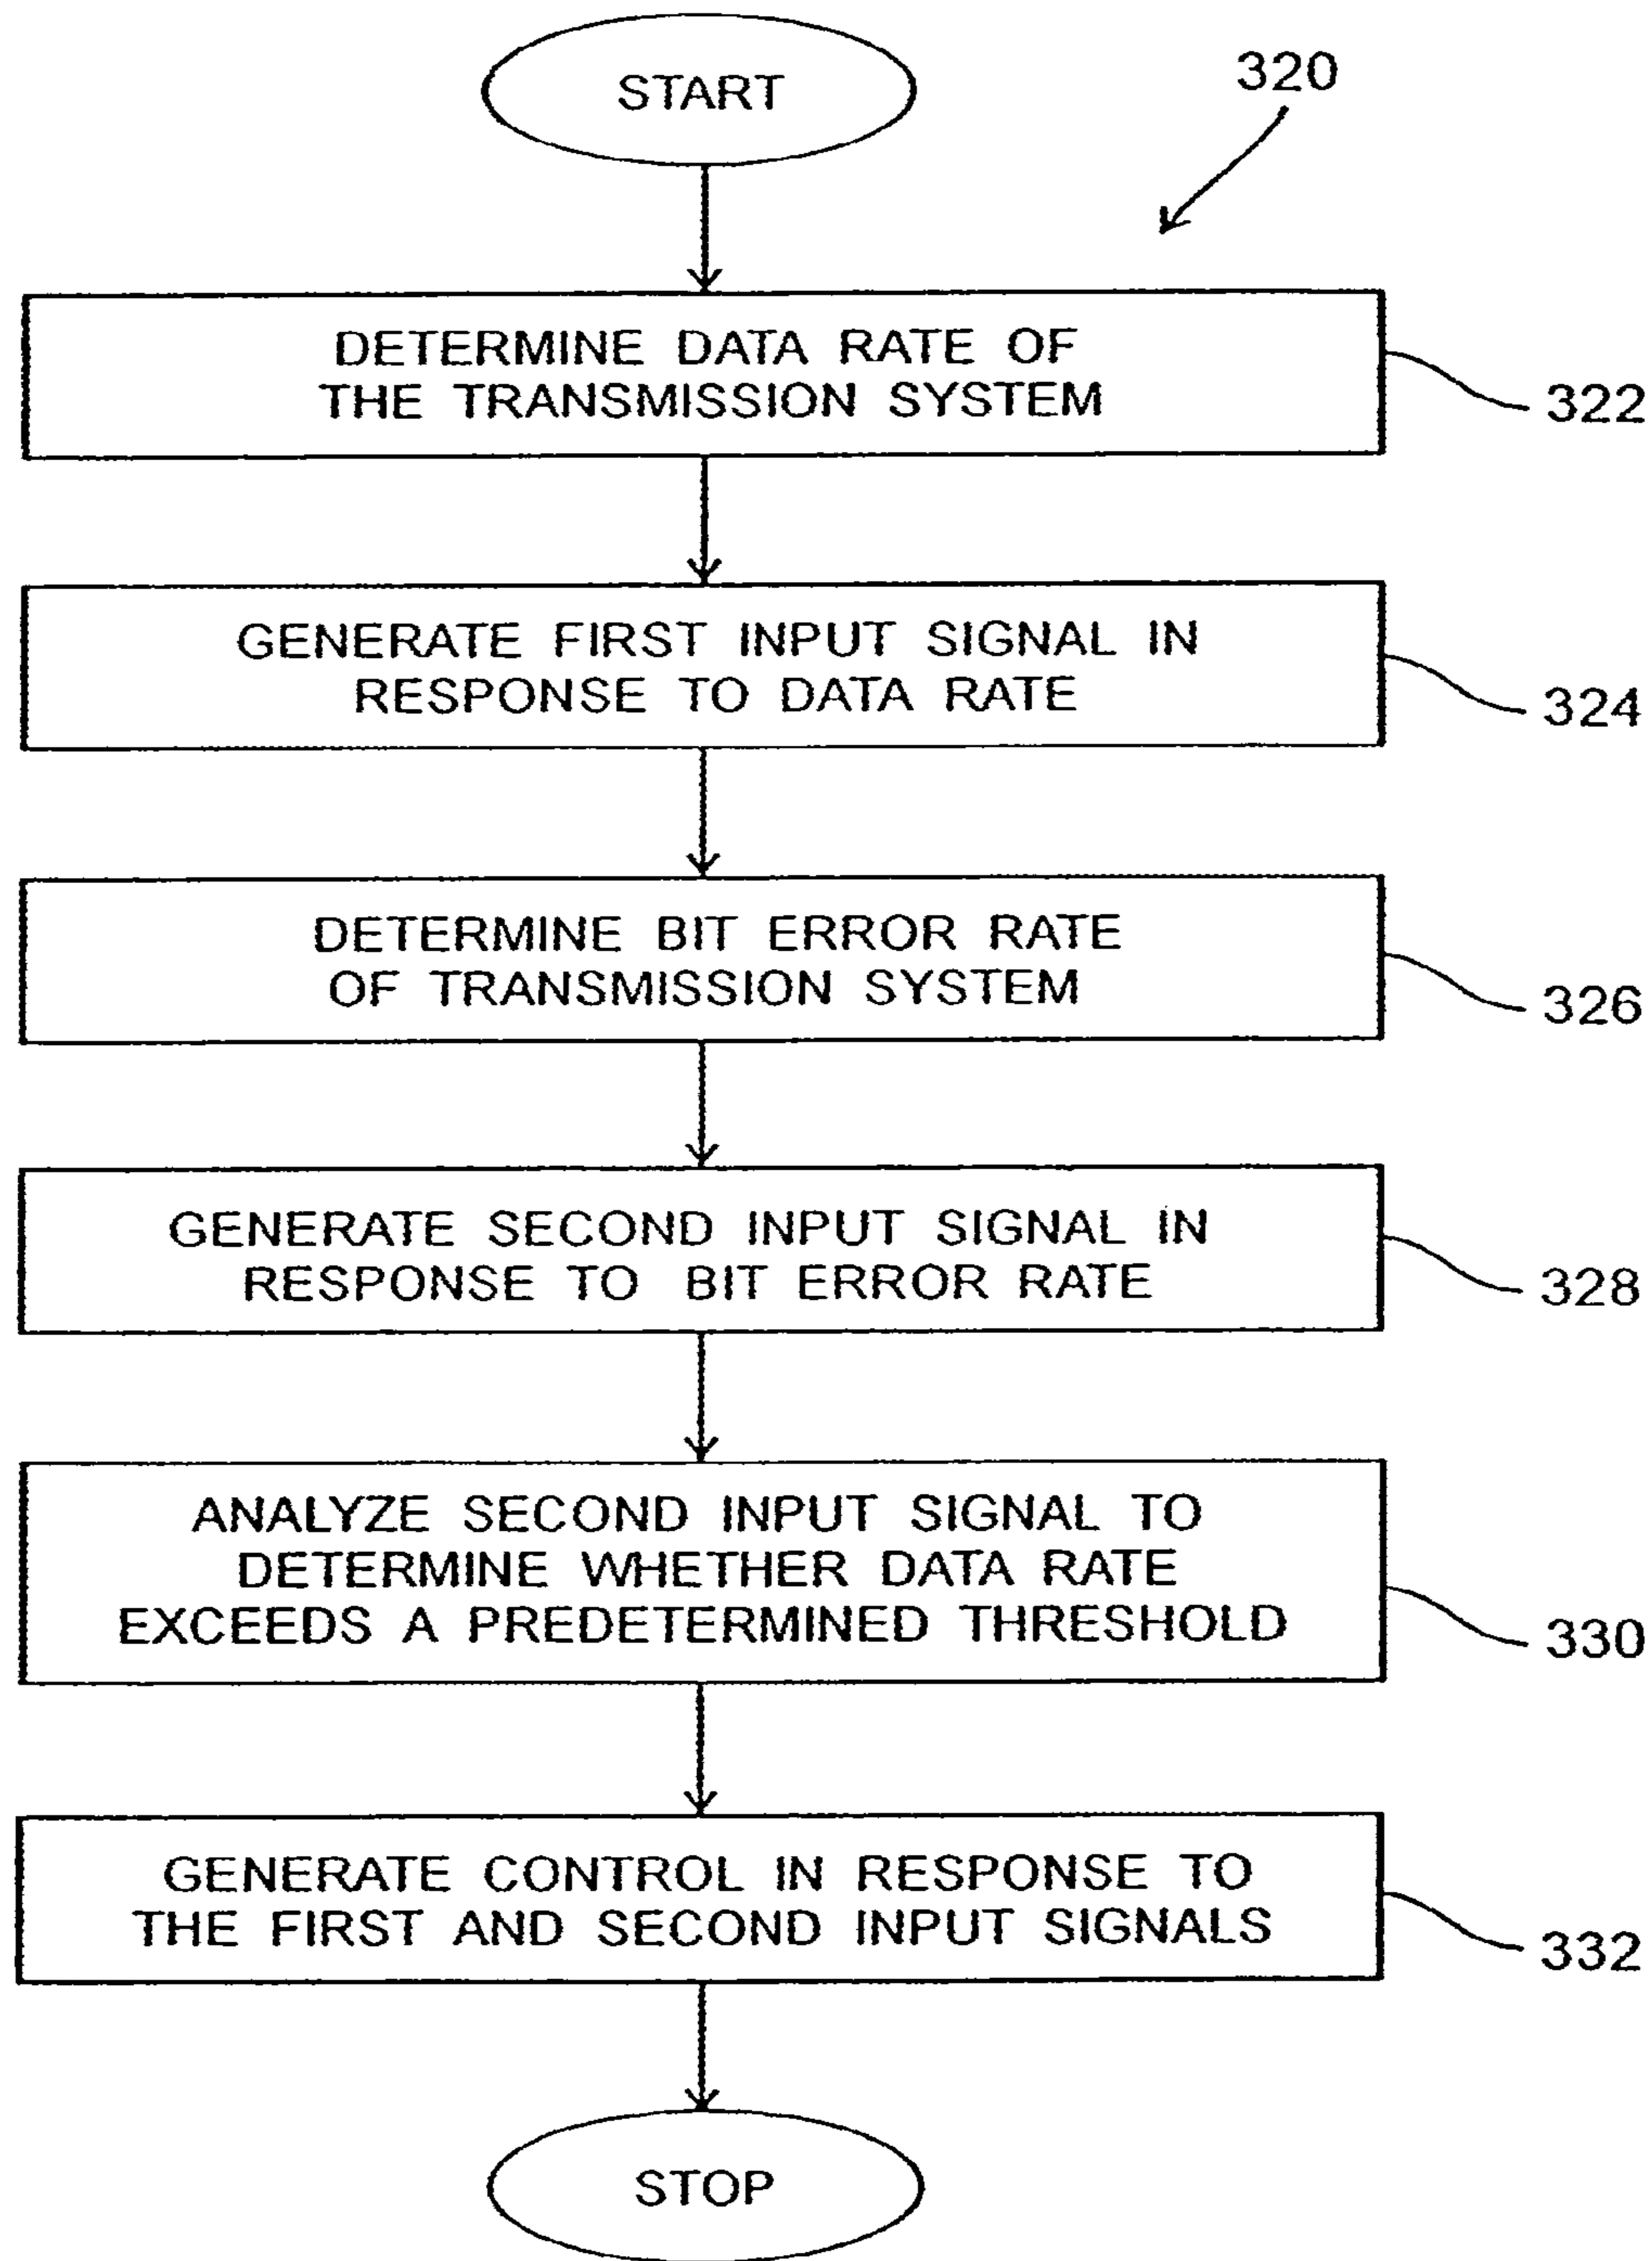 START
320
DETERMINE DATA RATE OF
THE TRANSMISSION SYSTEM
322
GENERATE FIRST INPUT SIGNAL IN
RESPONSE TO DATA RATE
324
DETERMINE BIT ERROR RATE
OF TRANSMISSION SYSTEM
326
GENERATE SECOND INPUT SIGNAL IN
RESPONSE TO BIT ERROR RATE
328
ANALYZE SECOND INPUT SIGNAL TO
DETERMINE WHETHER DATA RATE
EXCEEDS A PREDETERMINED THRESHOLD
330
GENERATE CONTROL IN RESPONSE TO
THE FIRST AND SECOND INPUT SIGNALS
332
STOP